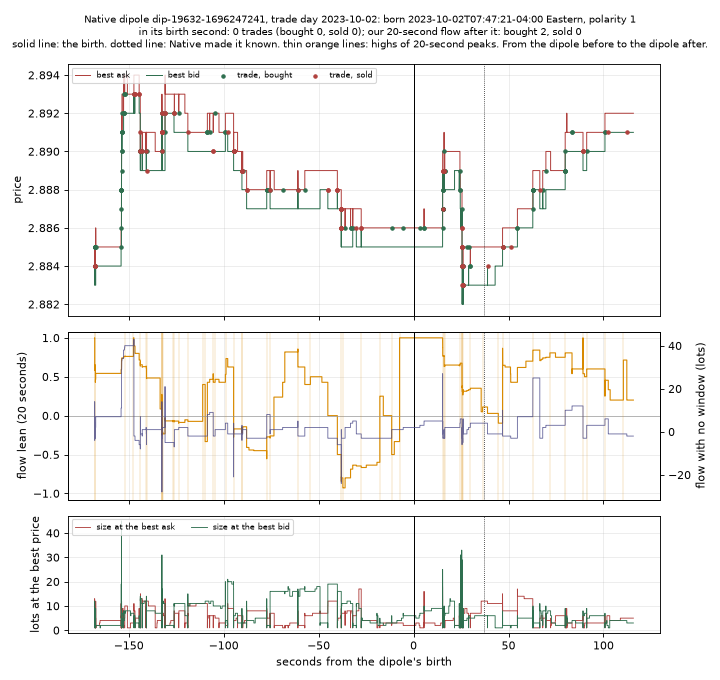 Native dipole dip-19632-1696247241, trade day 2023-10-02: born 2023-10-02T07:47:21-04:00 Eastern, polarity 1
in its birth second: 0 trades (bought 0, sold 0); our 20-second flow after it: bought 2, sold 0
solid line: the birth. dotted line: Native made it known. thin orange lines: highs of 20-second peaks. From the dipole before to the dipole after.
best ask best bid trade, bought trade, sold
2.894
2.892
2.890
2.888
2.886
2.884
2.882
price
1.0
0.5
0.0
−0.5
−1.0
flow lean (20 seconds)
40
20
0
−20
flow with no window (lots)
size at the best ask size at the best bid
40
30
20
10
0
lots at the best price
−150 −100 −50 0 50 100
seconds from the dipole's birth